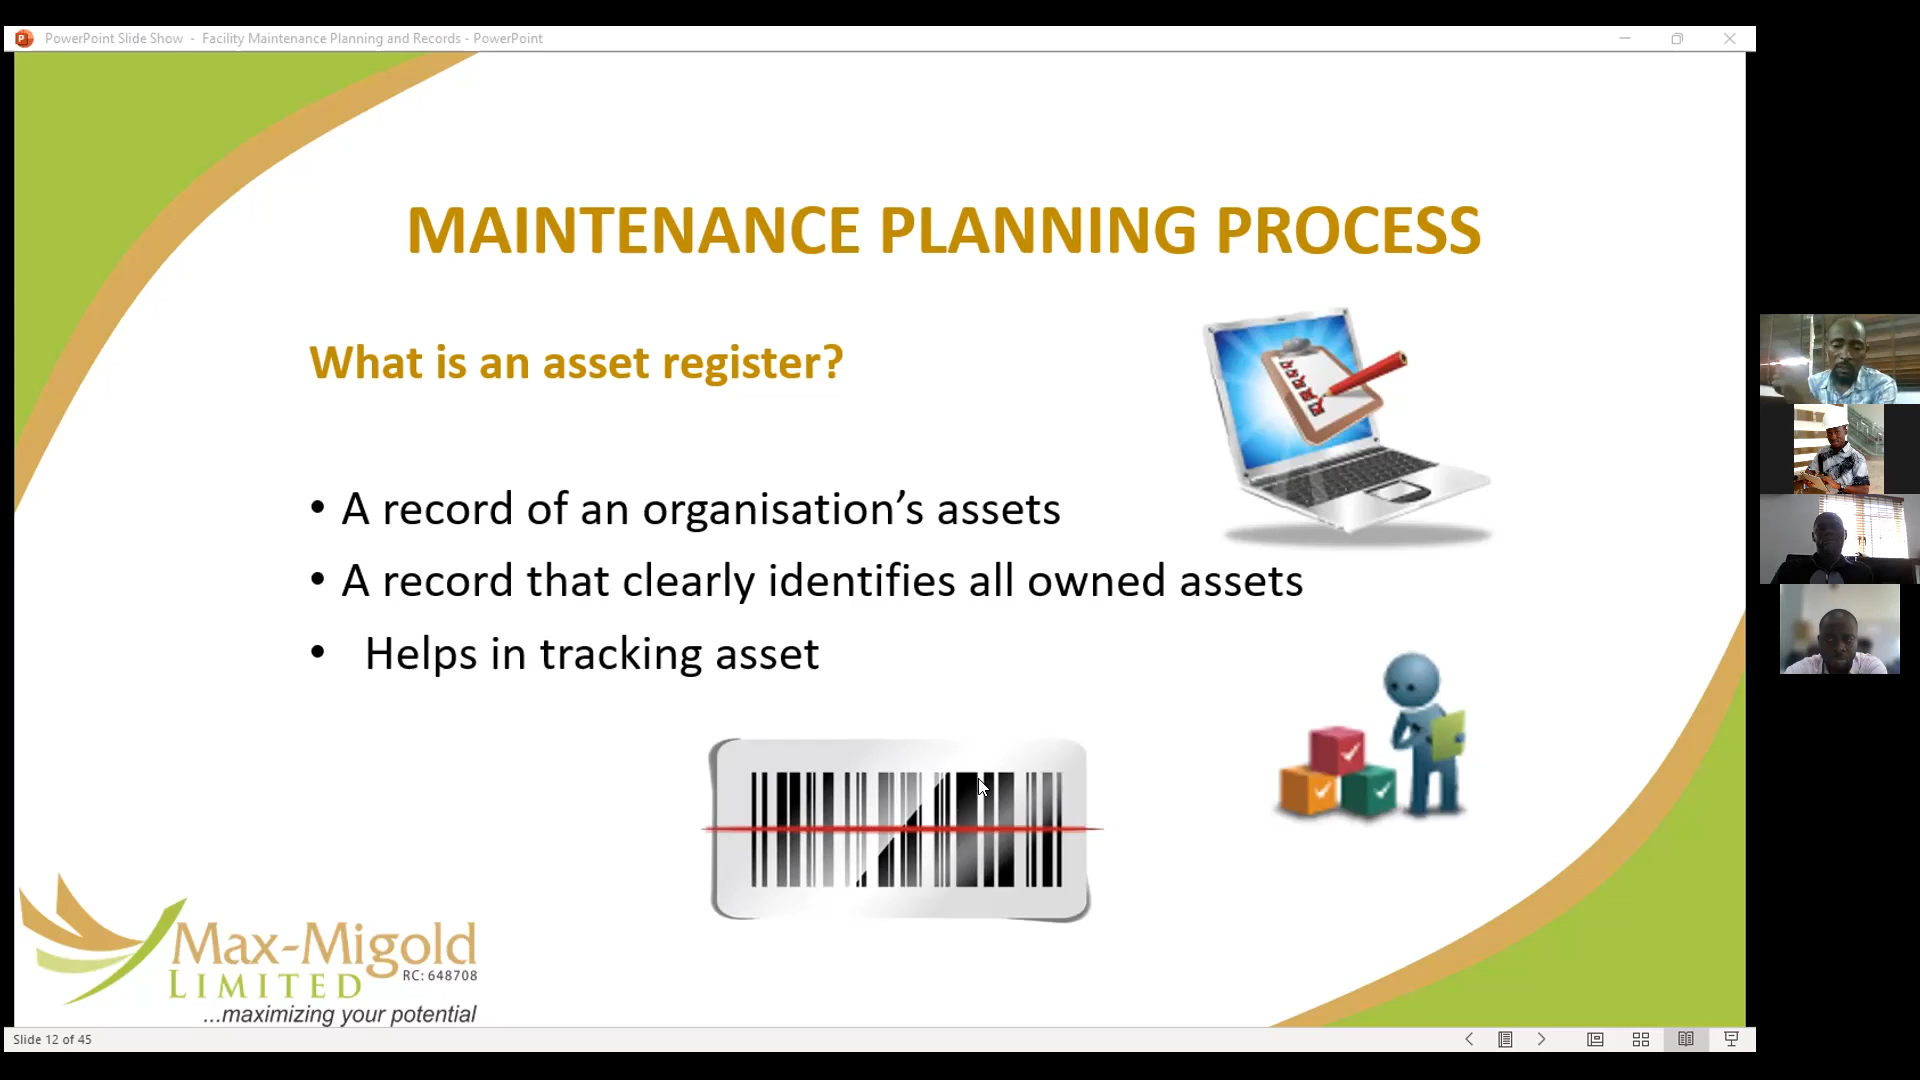 PowerPoint Slide Show - Facility Maintenance Planning and Records - PowerPoint
MAINTENANCE PLANNING PROCESS
What is an asset register?
• A record of an organisation’s assets
• A record that clearly identifies all owned assets
• Helps in tracking asset
Max-Migold
LIMITED RC: 648708
...maximizing your potential
Slide 12 of 45